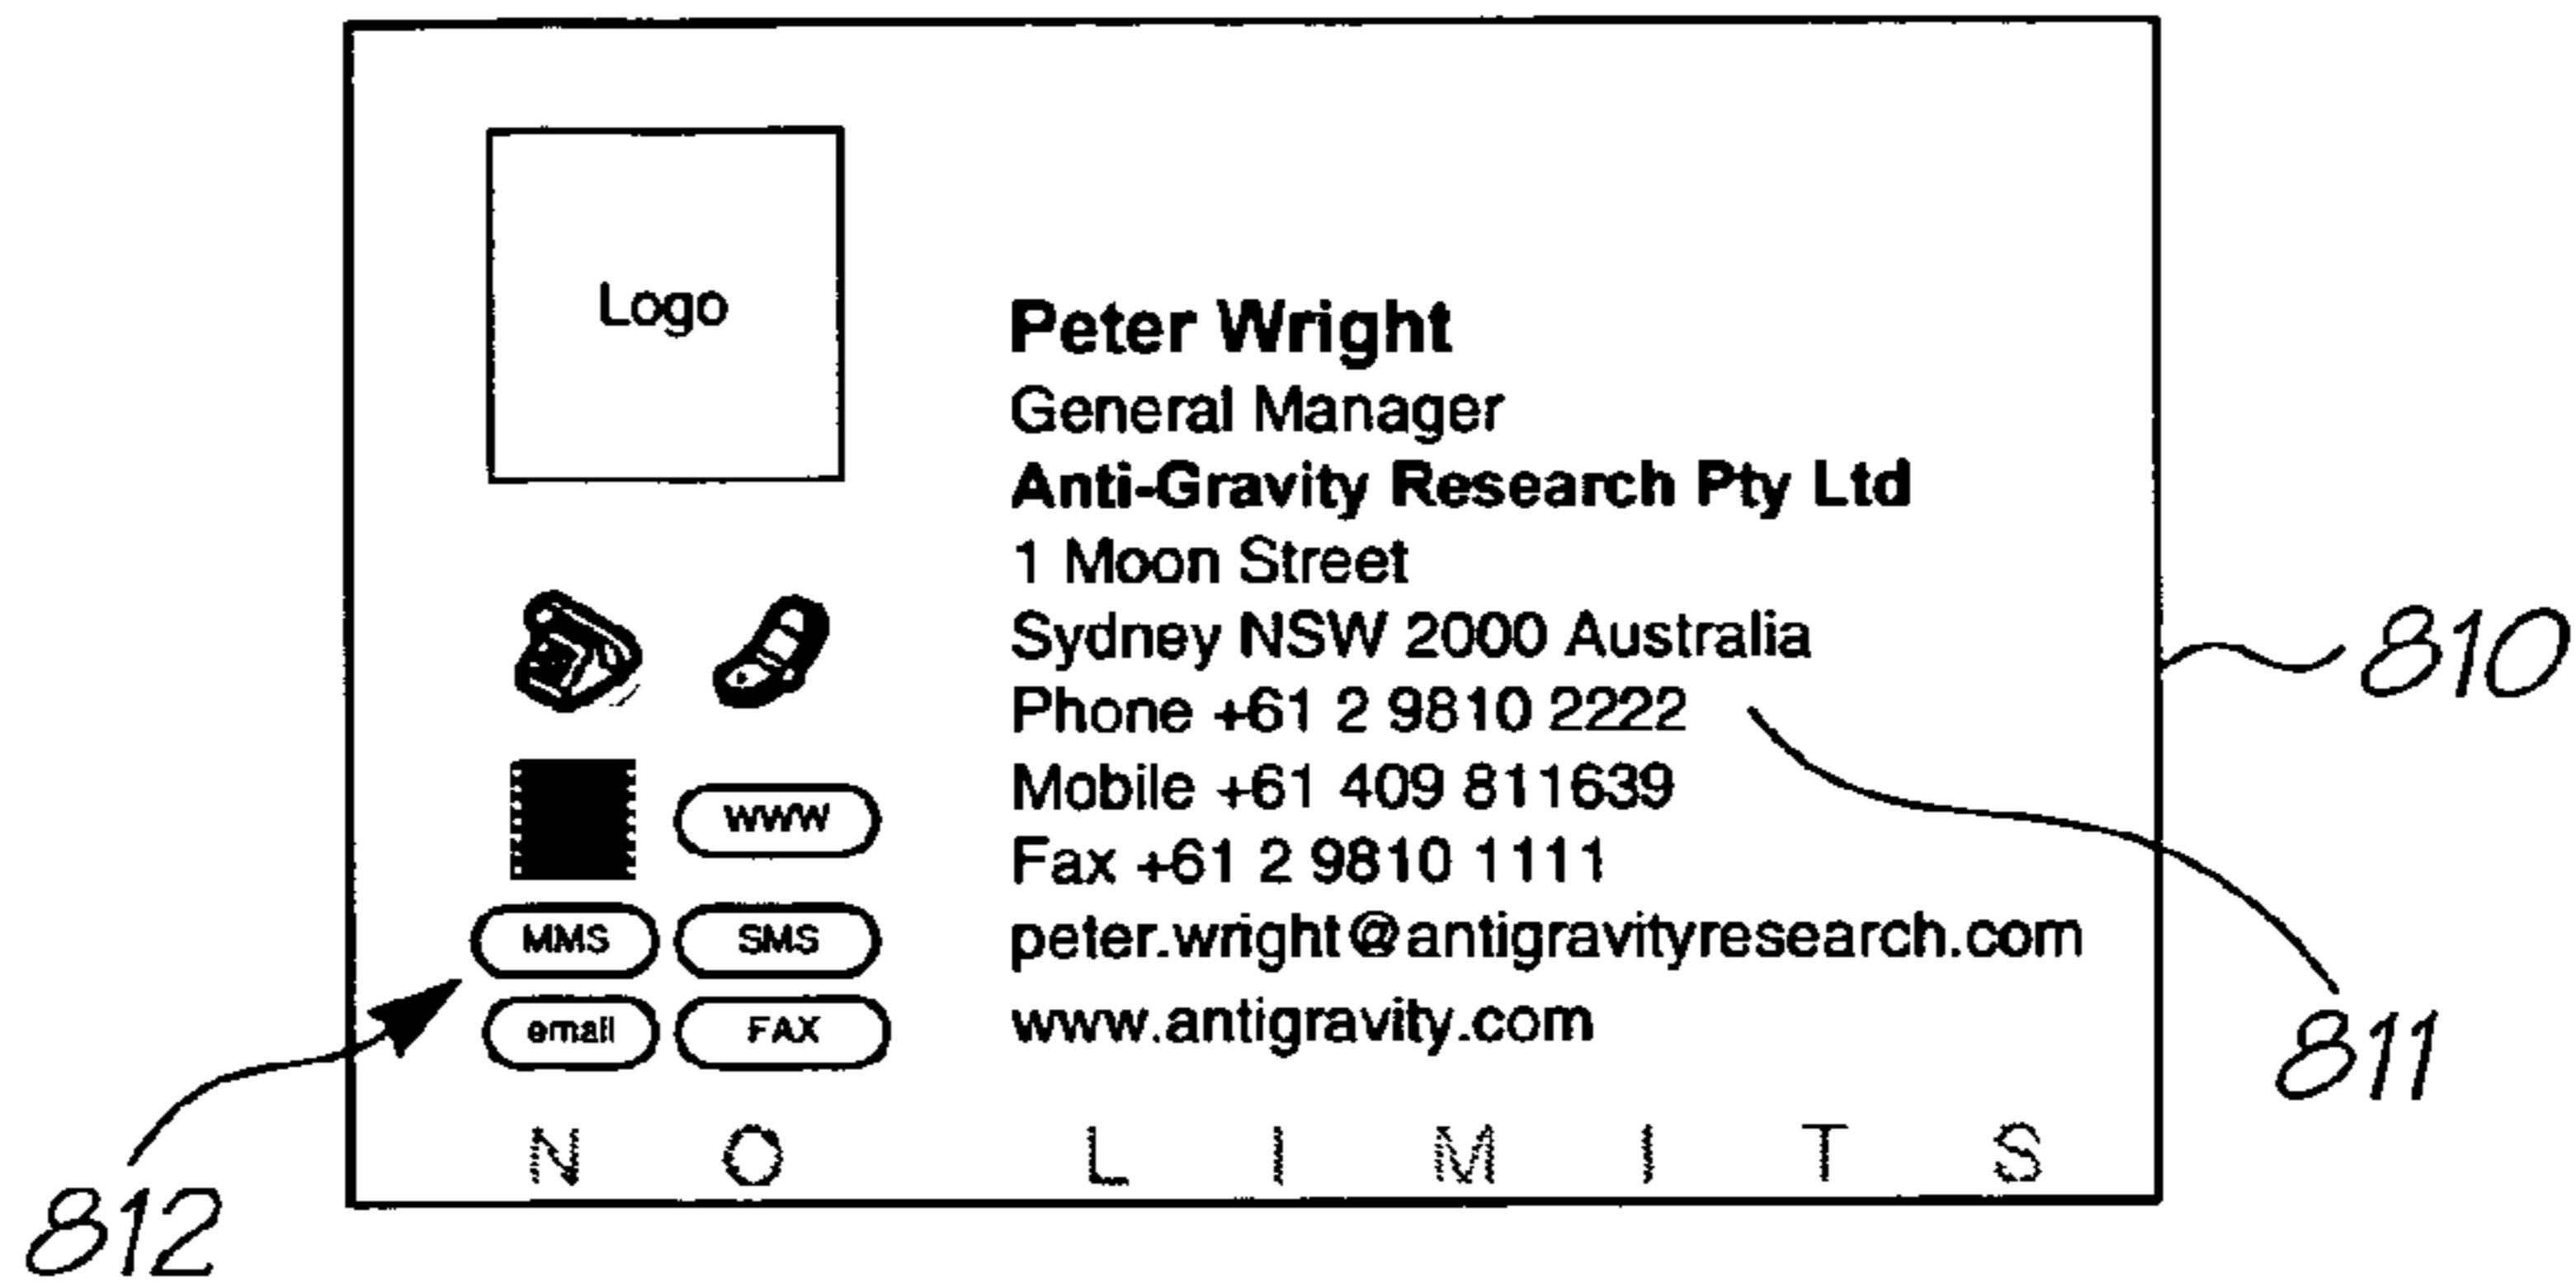 Logo
Peter Wright
General Manager
Anti-Gravity Research Pty Ltd
1 Moon Street
Sydney NSW 2000 Australia
Phone +61 2 9810 2222
Mobile +61 409 811639
Fax +61 2 9810 1111
peter.wright@antigravityresearch.com
www.antigravity.com
WWW
MMS SMS
email FAX
NO LIMITS
810
811
812